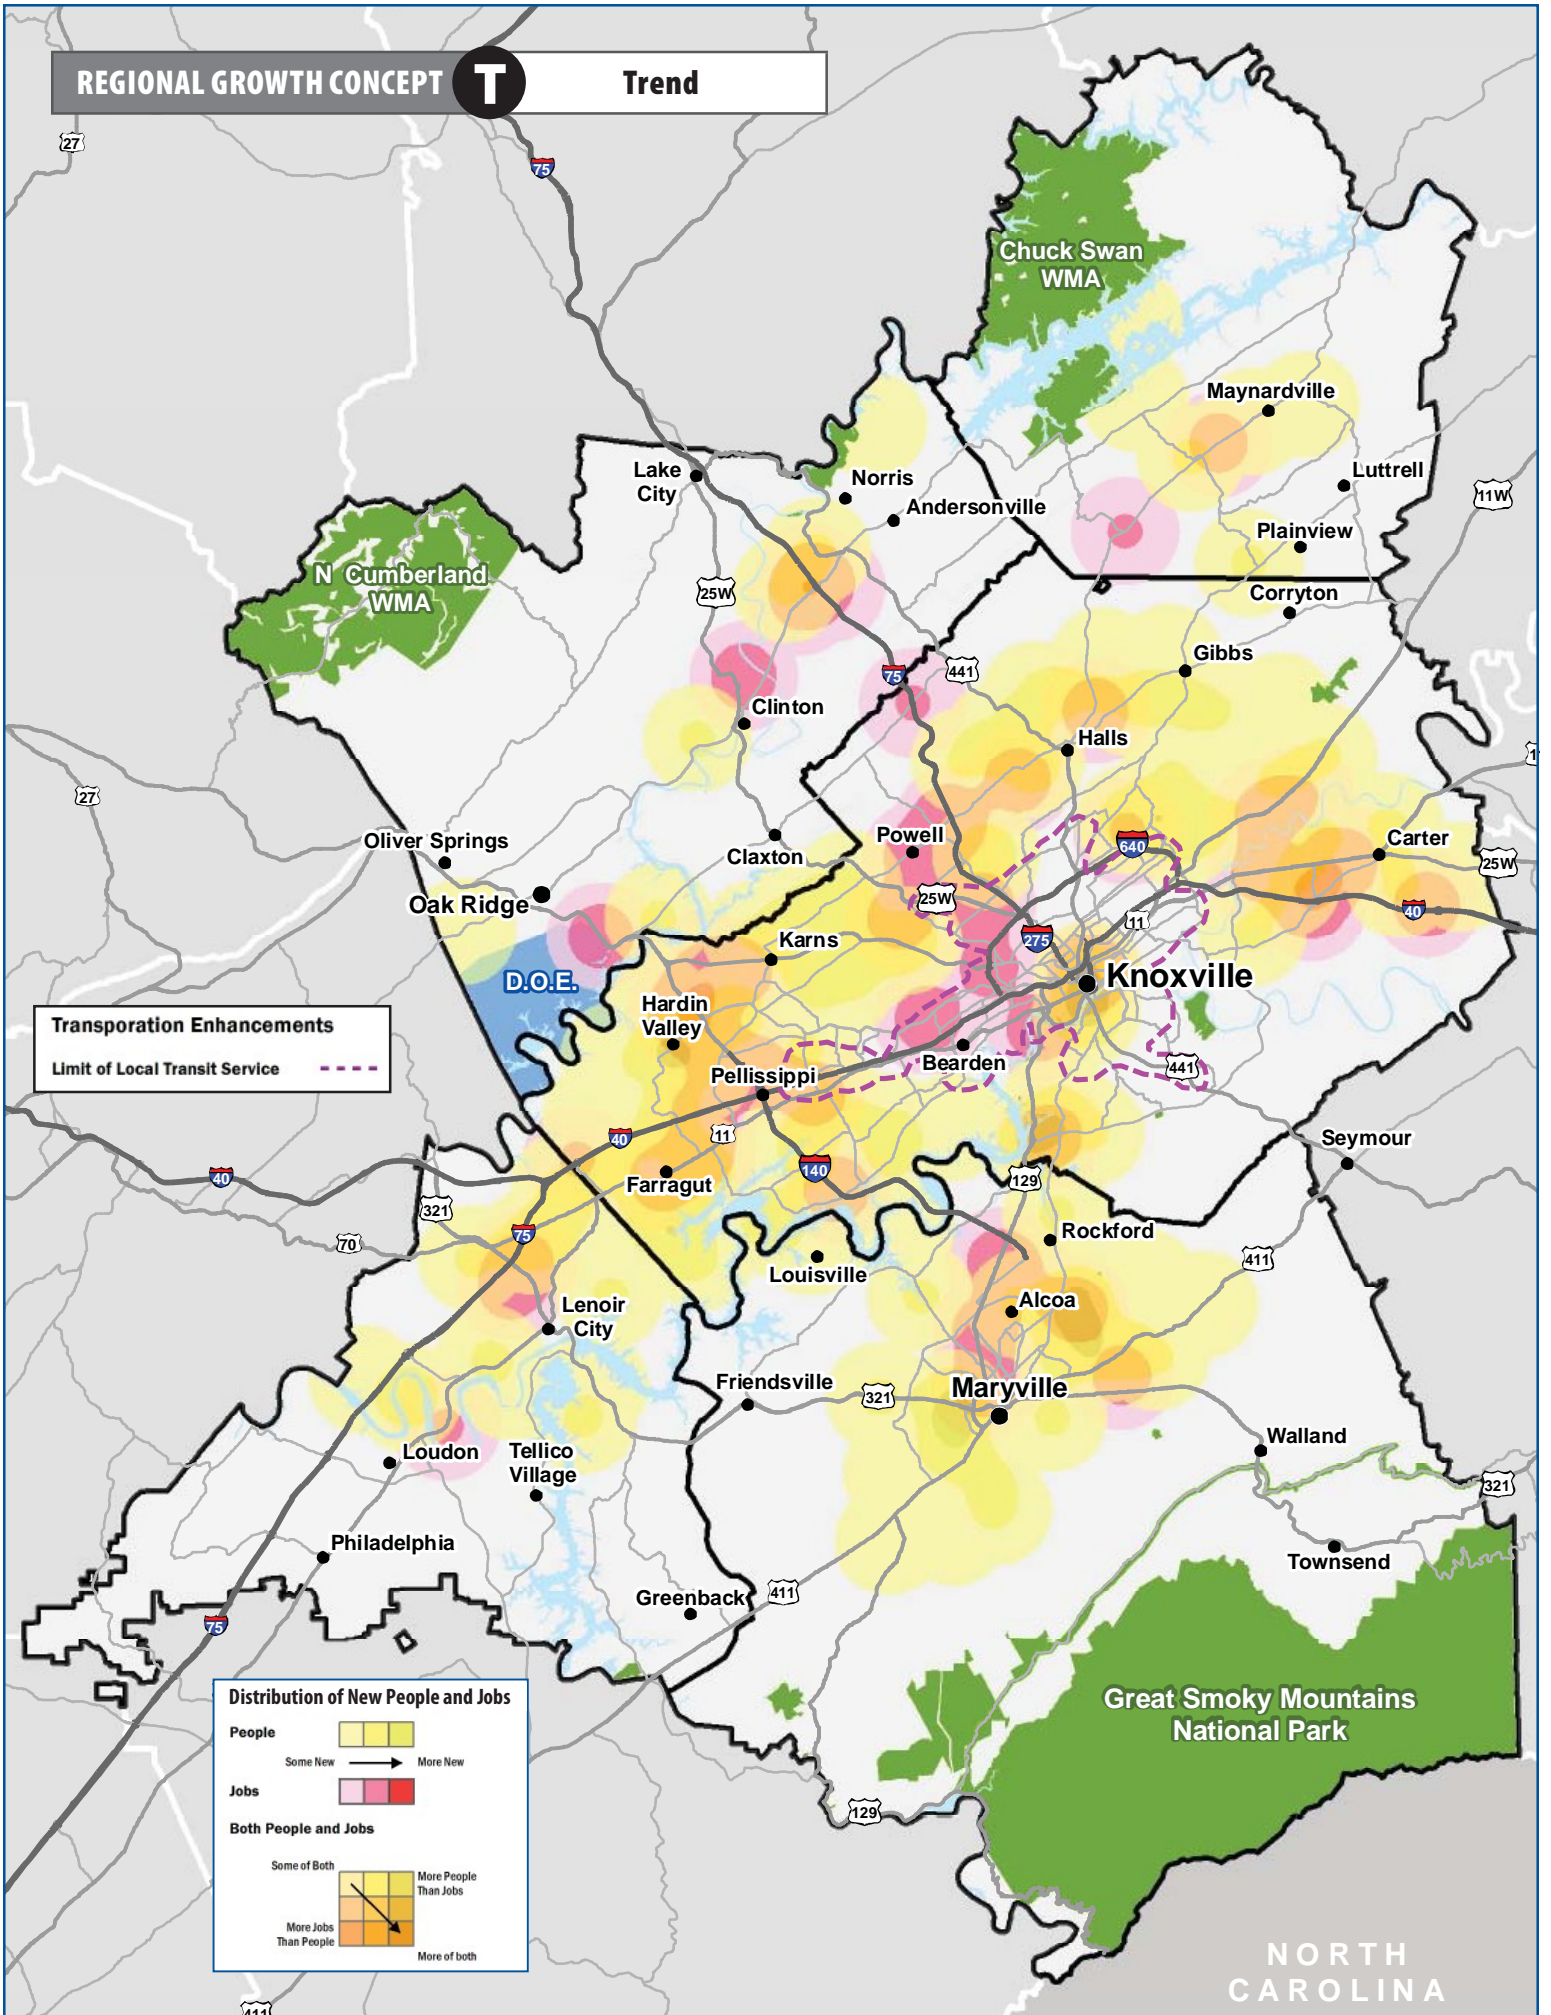 REGIONAL GROWTH CONCEPT T Trend
27
75
Chuck Swan
WMA
Maynardville
Lake
City
Norris
Luttrell
11W
Andersonville
Plainview
N Cumberland
WMA
25W
Corryton
Gibbs
441
75
Clinton
Halls
27
Oliver Springs
Powell
640
Carter
Claxton
25W
Oak Ridge
25W
40
11
Karns
275
D.O.E.
Knoxville
Hardin
Valley
Transporation Enhancements
Limit of Local Transit Service
Bearden
441
Pellissippi
40
11
Seymour
40
140
Farragut
129
321
Rockford
75
70
411
Louisville
Alcoa
Lenoir
City
Friendsville
321
Maryville
Walland
Loudon
Tellico
Village
321
Philadelphia
Townsend
411
Greenback
75
Distribution of New People and Jobs
People
Some New
More New
Jobs
Both People and Jobs
Some of Both
More People
Than Jobs
More Jobs
Than People
More of both
Great Smoky Mountains
National Park
129
NORTH
CAROLINA
411